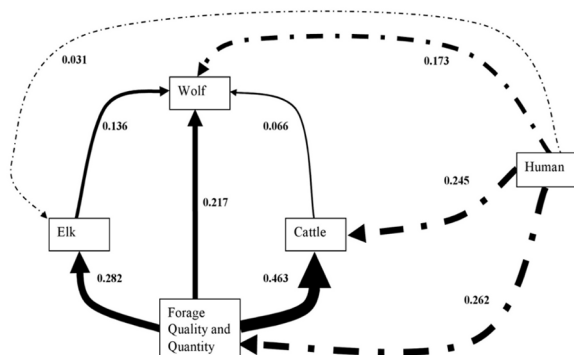 0.031
0.173
Wolf
0.136
0.066
Human
0.245
0.217
Elk
Cattle
0.282
0.463
0.262
Forage
Quality and
Quantity